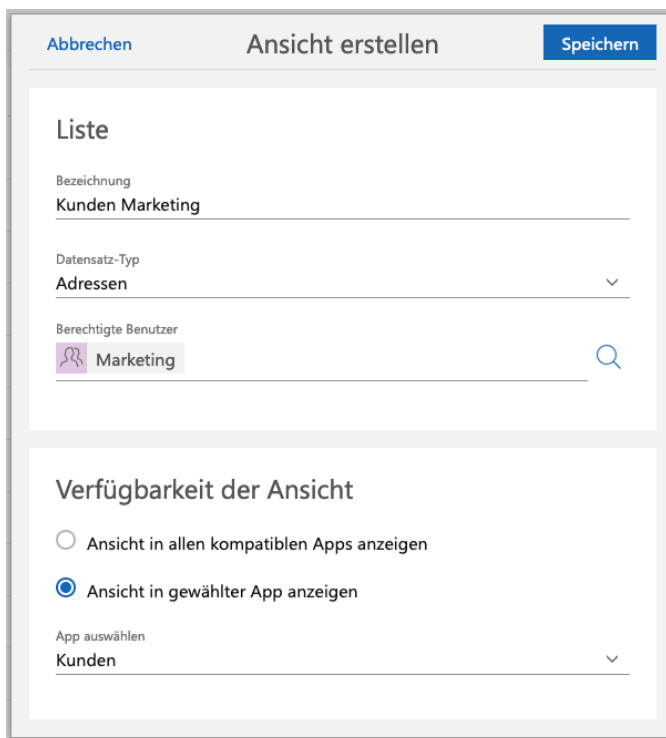 Abbrechen Ansicht erstellen Speichern
Liste
Bezeichnung
Kunden Marketing
Datensatz-Typ
Adressen
Berechtigte Benutzer
Marketing
Verfügbarkeit der Ansicht
Ansicht in allen kompatiblen Apps anzeigen
Ansicht in gewählter App anzeigen
App auswählen
Kunden